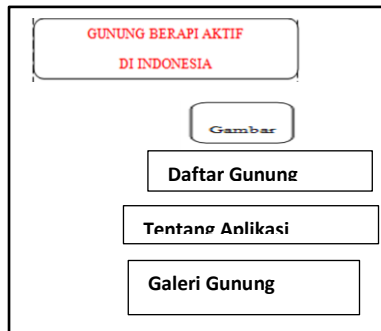 GUNUNG BERAPI AKTIF
DI INDONESIA
Gambar
Daftar Gunung
Tentang Aplikasi
Galeri Gunung